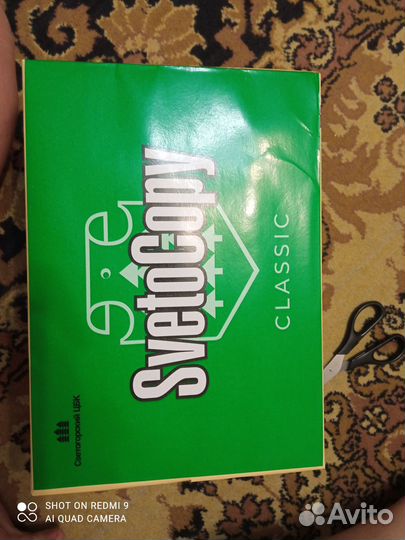 SvetoCopy
CLASSIC
Светогорский ЦБК
SHOT ON REDMI 9
AI QUAD CAMERA
Avito